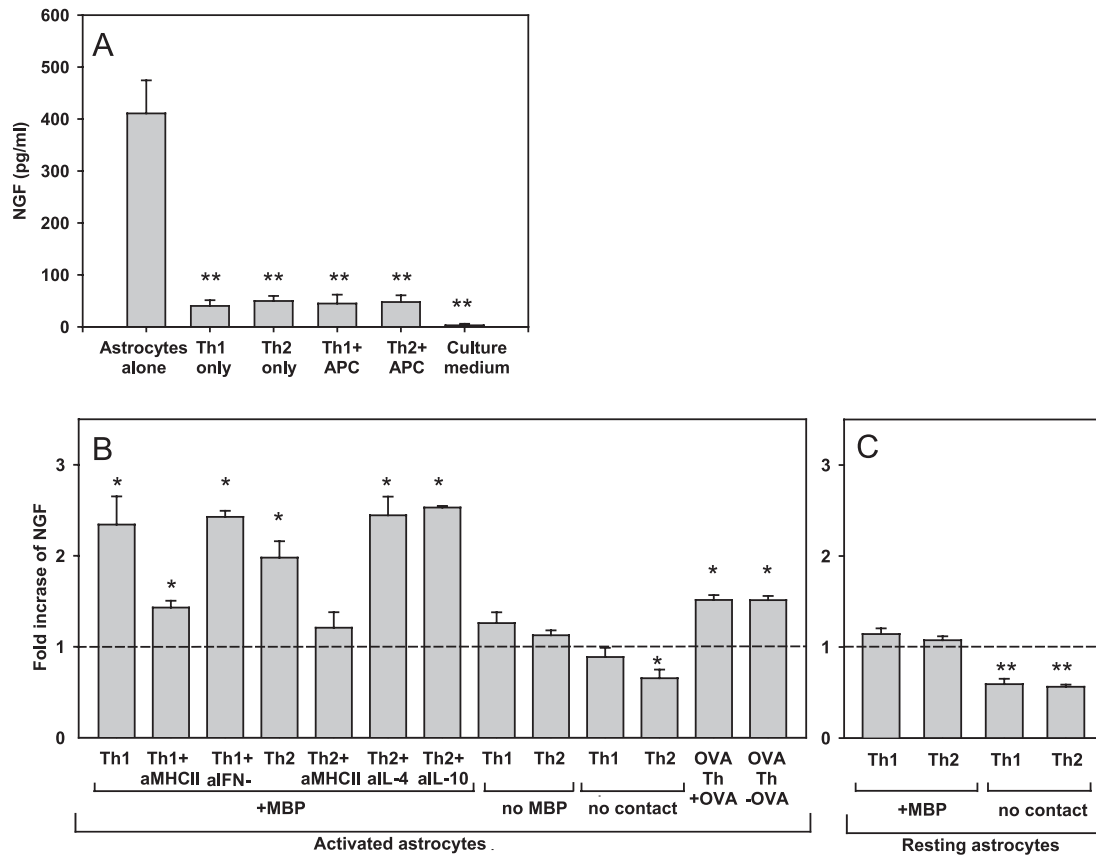 600
A
500
400
300
200
100
0
NGF (pg/ml)
** ** ** ** **
Astrocytes alone
Th1 only
Th2 only
Th1+ APC
Th2+ APC
Culture medium
B
3
2
1
0
Fold incrase of NGF
* * * * * * * * *
Th1
Th1+ aMHCII
Th1+ aIFN-
Th2
Th2+ aMHCII
Th2+ aIL-4
Th2+ aIL-10
Th1
Th2
Th1
Th2
OVA Th +OVA
OVA Th -OVA
+MBP
no MBP
no contact
Activated astrocytes .
C
3
2
1
0
** **
Th1
Th2
Th1
Th2
+MBP
no contact
Resting astrocytes